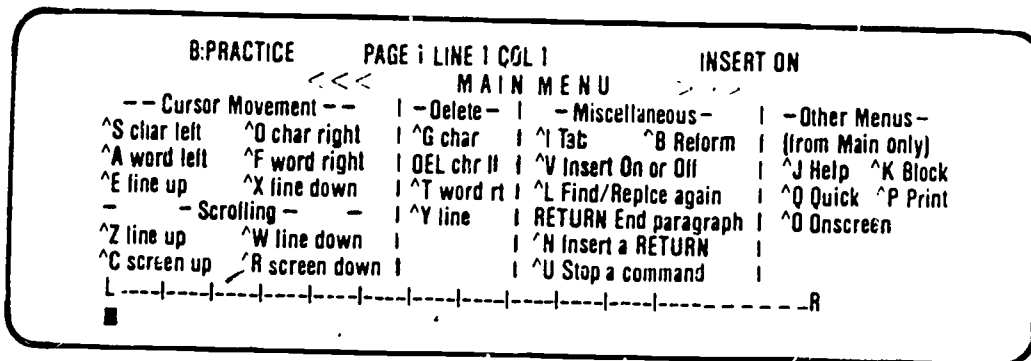 B:PRACTICE PAGE 1 LINE 1 COL 1 INSERT ON
<<< MAIN MENU >>>
-- Cursor Movement -- | -Delete- | -Miscellaneous- | -Other Menus-
^S char left ^D char right | ^G char | ^I Tab ^B Reform | (from Main only)
^A word left ^F word right | DEL chr lf | ^V Insert On or Off | ^J Help ^K Block
^E line up ^X line down | ^T word rt | ^L Find/Replce again | ^Q Quick ^P Print
- - Scrolling - - | ^Y line | RETURN End paragraph | ^O Onscreen
^Z line up ^W line down | | ^N Insert a RETURN |
^C screen up ^R screen down | | ^U Stop a command |
L ----|----|----|----|----|----|----|----|----|----|----|--------------R